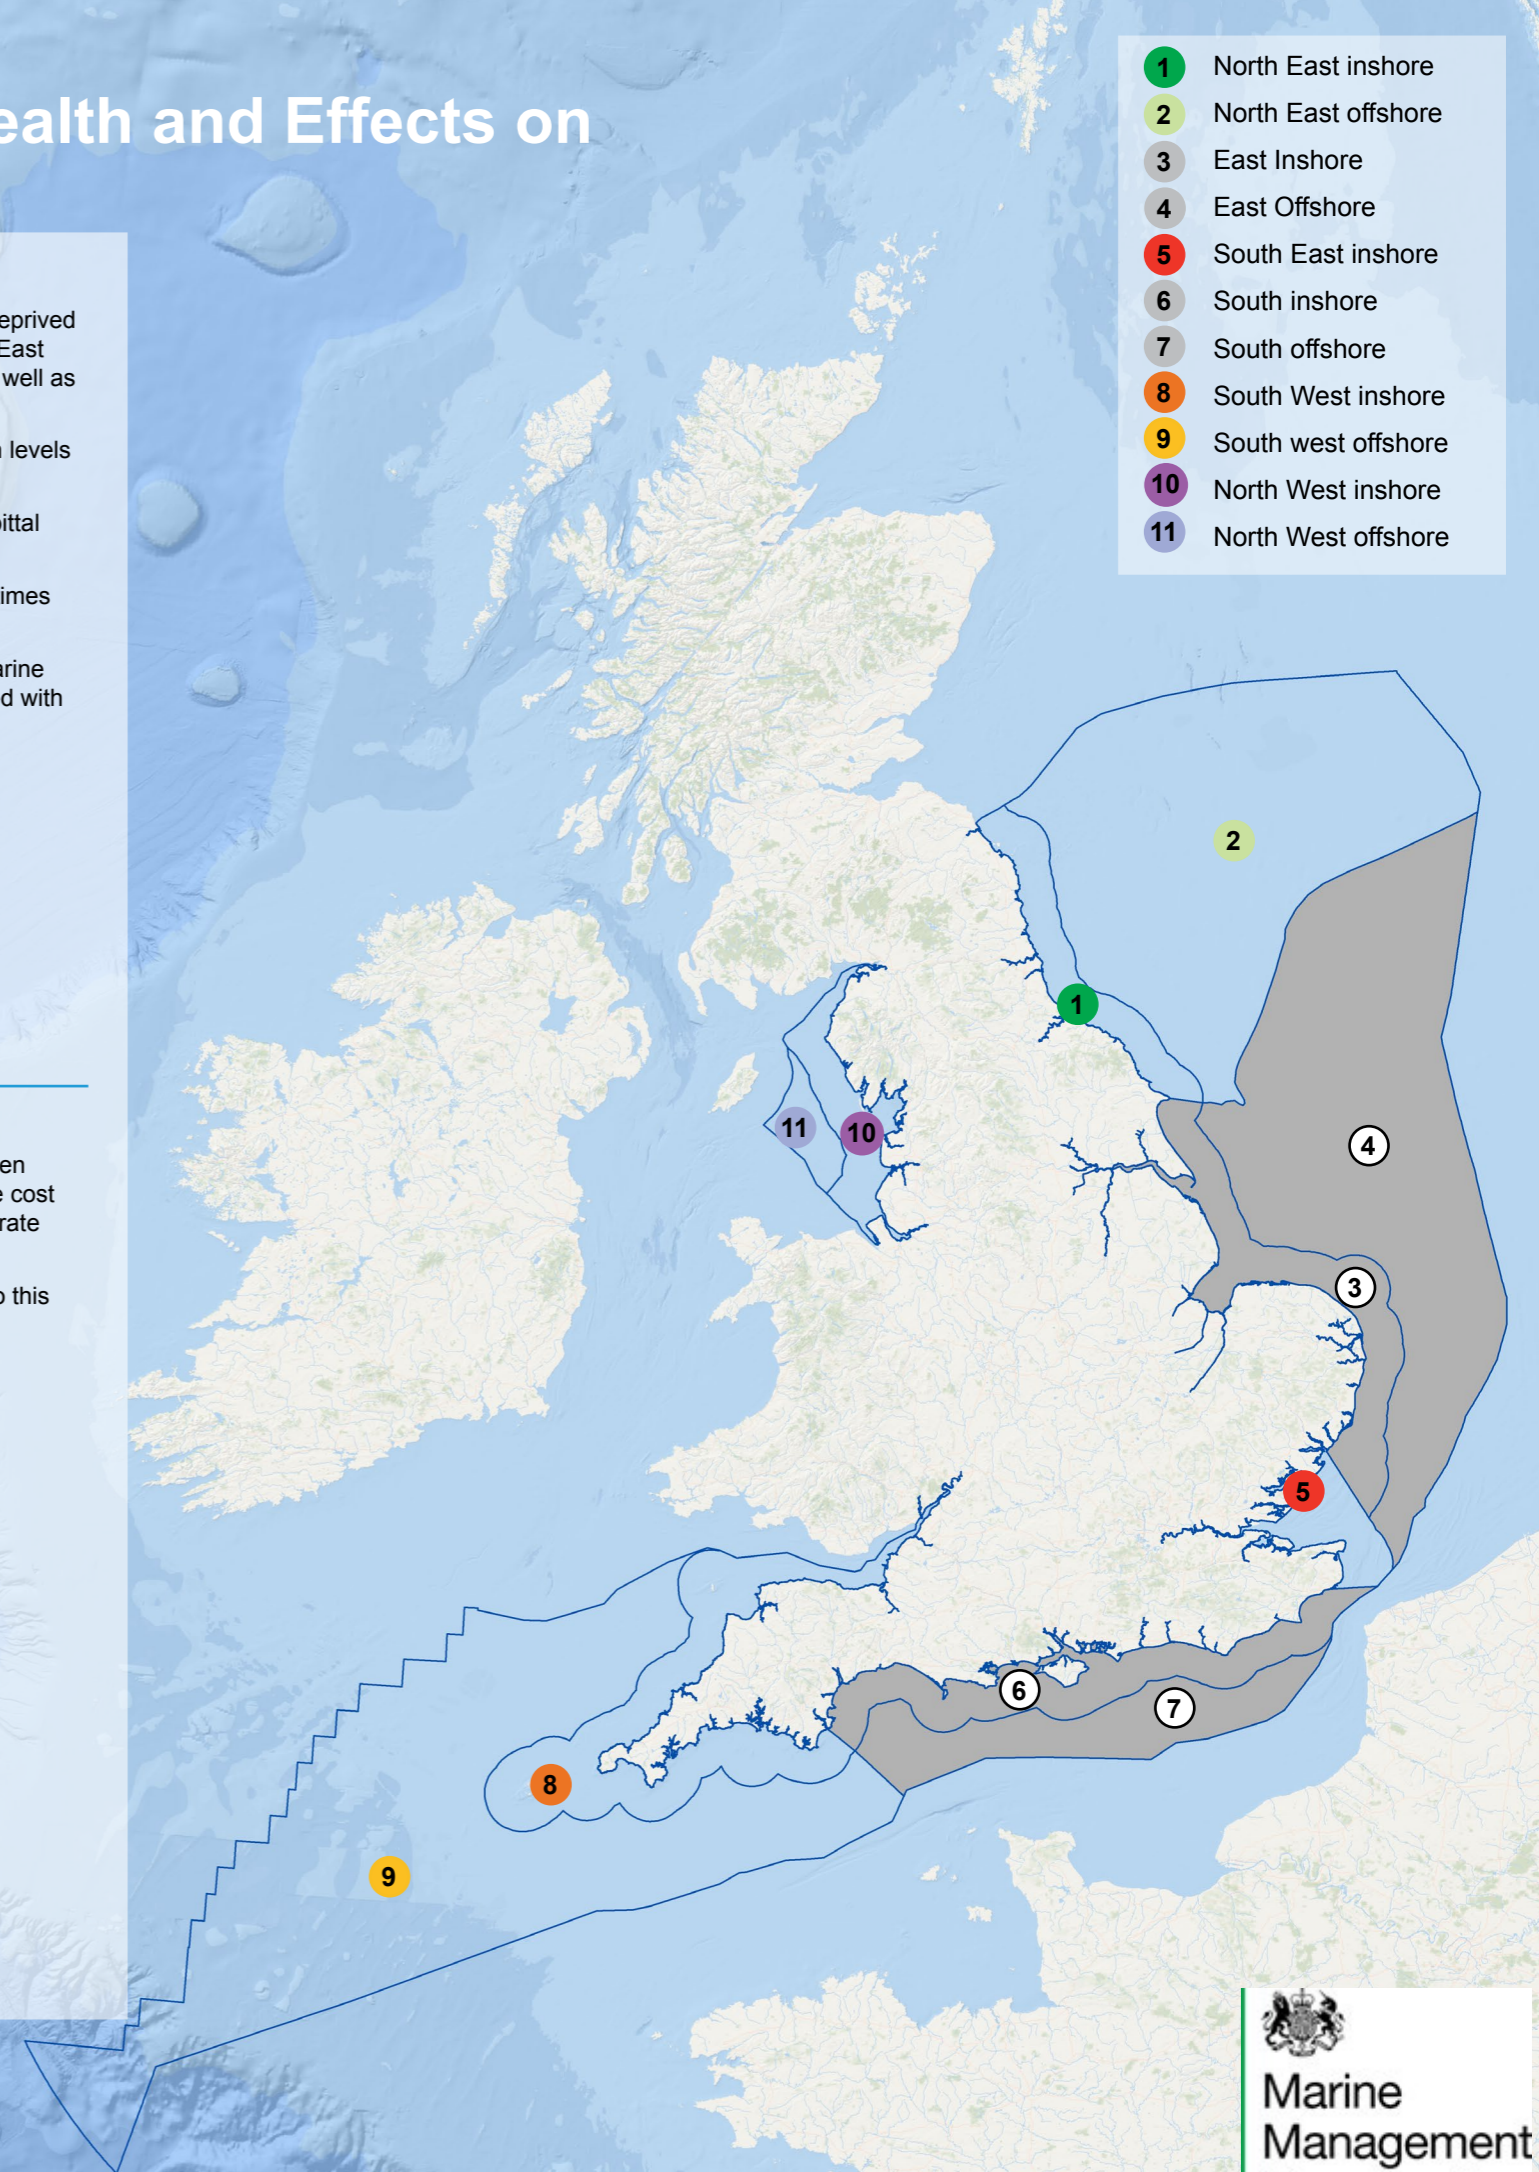 ealth and Effects on
eprived
East
well as
levels
ittal
imes
arine
d with
en
e cost
rate
o this
1 North East inshore
2 North East offshore
3 East Inshore
4 East Offshore
5 South East inshore
6 South inshore
7 South offshore
8 South West inshore
9 South west offshore
10 North West inshore
11 North West offshore
2
1
11
10
4
3
5
6
7
8
9
Marine
Management